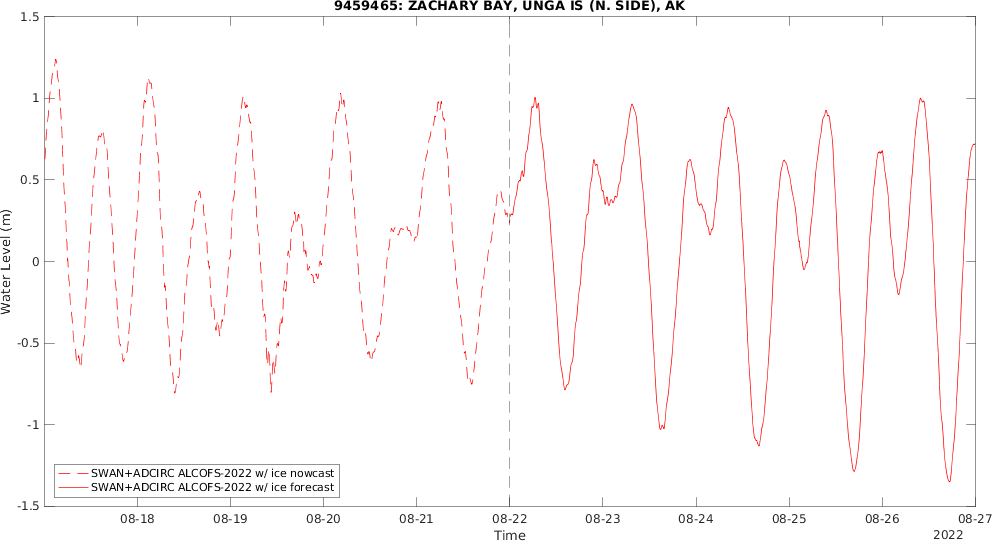 9459465: ZACHARY BAY, UNGA IS (N. SIDE), AK
1.5
1
0.5
0
-0.5
-1
-1.5
Water Level (m)
SWAN+ADCIRC ALCOFS-2022 w/ ice nowcast
SWAN+ADCIRC ALCOFS-2022 w/ ice forecast
08-18 08-19 08-20 08-21 08-22 08-23 08-24 08-25 08-26 08-27
Time
2022